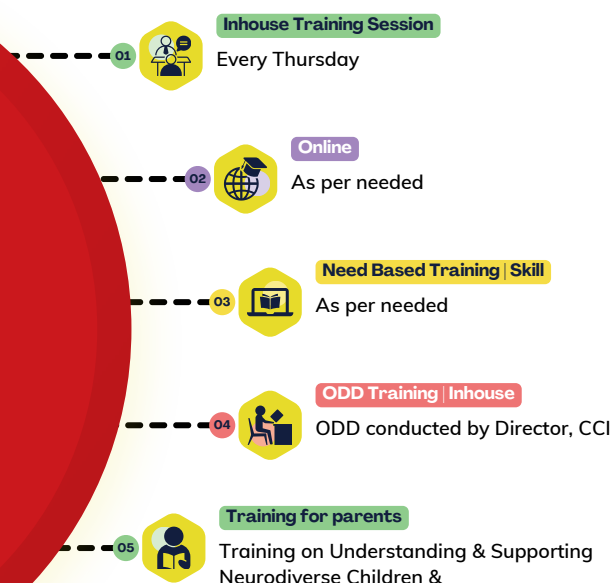 Inhouse Training Session
01
Every Thursday
Online
02
As per needed
Need Based Training | Skill
03
As per needed
ODD Training | Inhouse
04
ODD conducted by Director, CCI
Training for parents
05
Training on Understanding & Supporting
Neurodiverse Children &